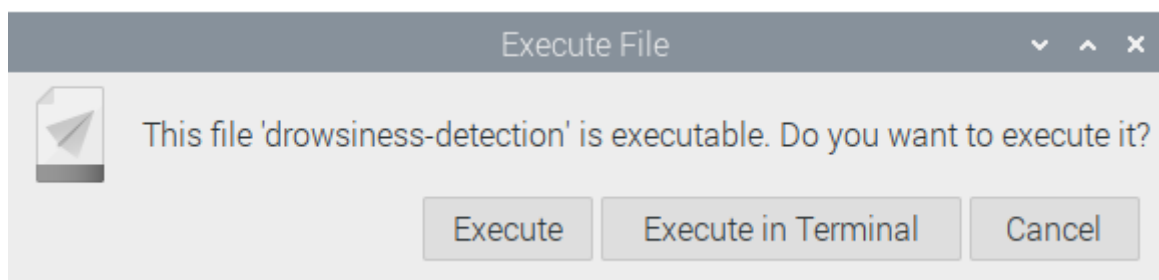 Execute File
This file 'drowsiness-detection' is executable. Do you want to execute it?
Execute
Execute in Terminal
Cancel